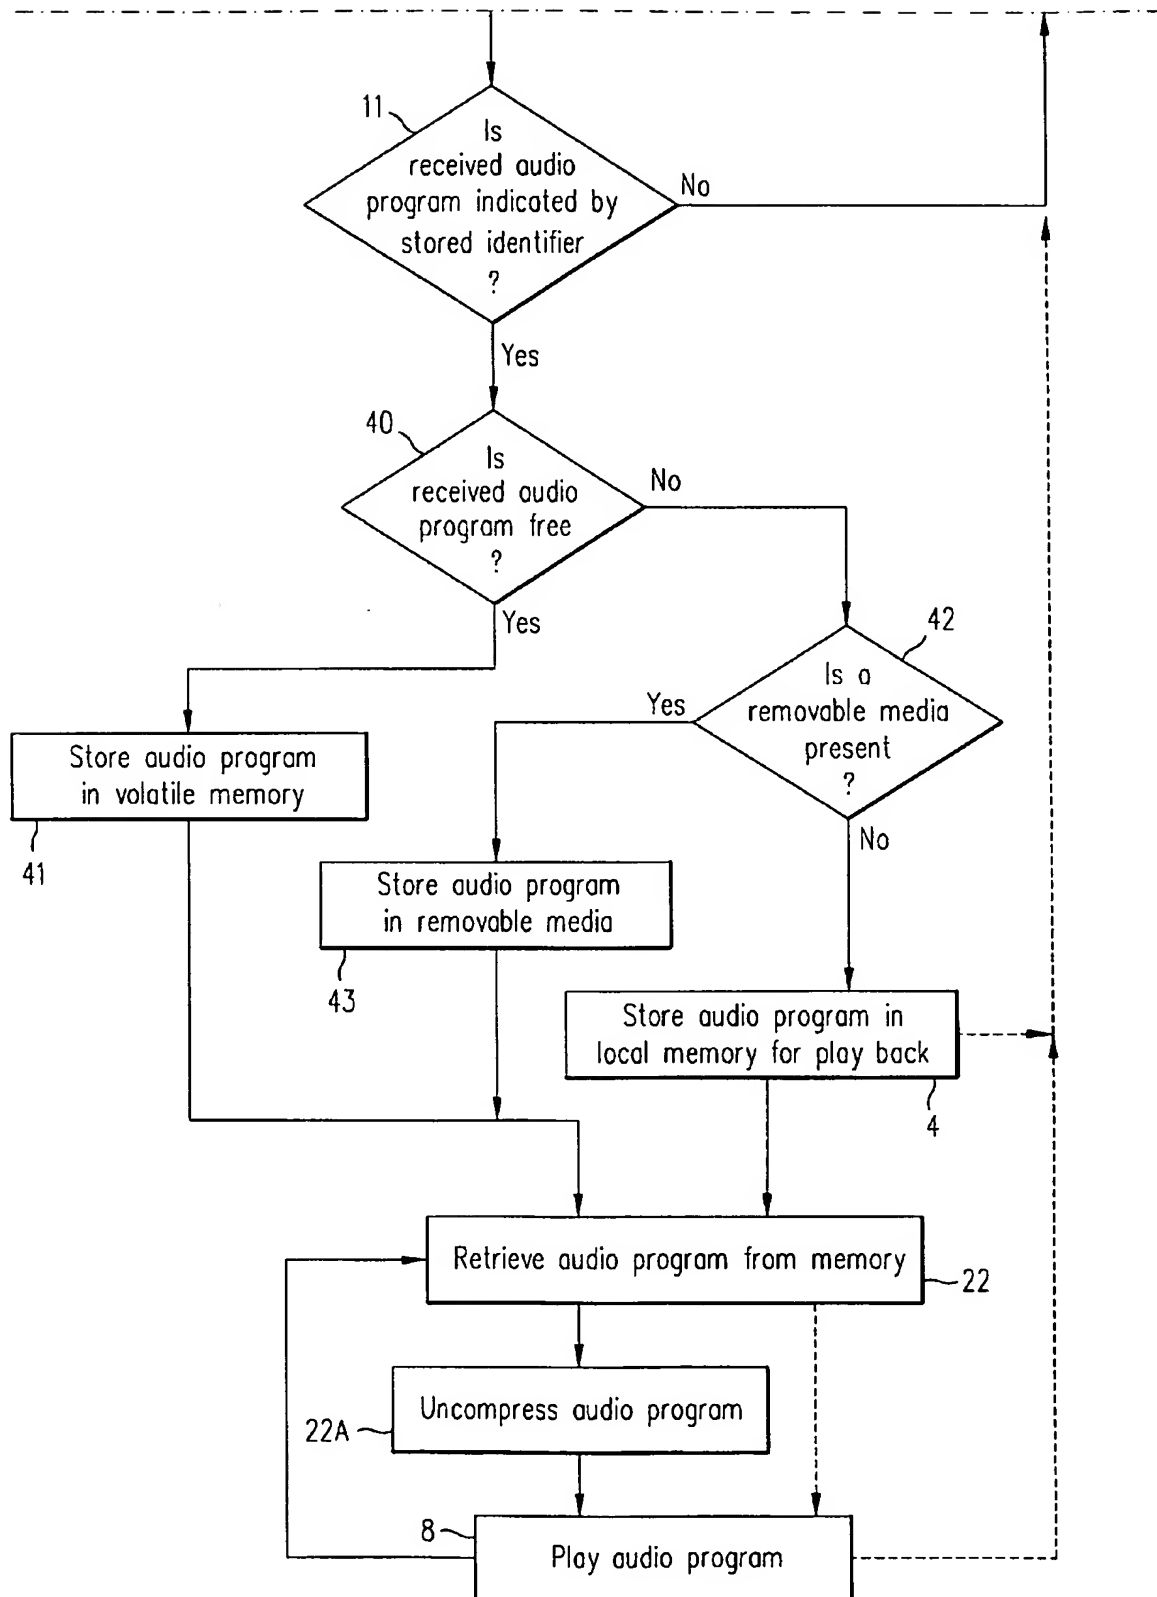 11
Is
received audio
program indicated by
stored identifier
?
No
Yes
40
Is
received audio
program free
?
No
Yes
42
Is a
removable media
present
?
Yes
No
Store audio program
in volatile memory
41
Store audio program
in removable media
43
Store audio program in
local memory for play back
4
Retrieve audio program from memory
22
Uncompress audio program
22A
8
Play audio program